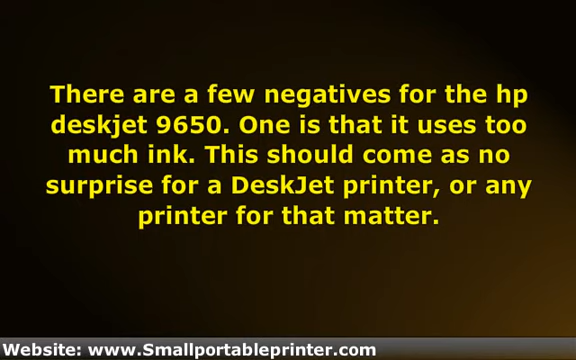 There are a few negatives for the hp
deskjet 9650. One is that it uses too
much ink. This should come as no
surprise for a DeskJet printer, or any
printer for that matter.
Website: www.Smallportableprinter.com